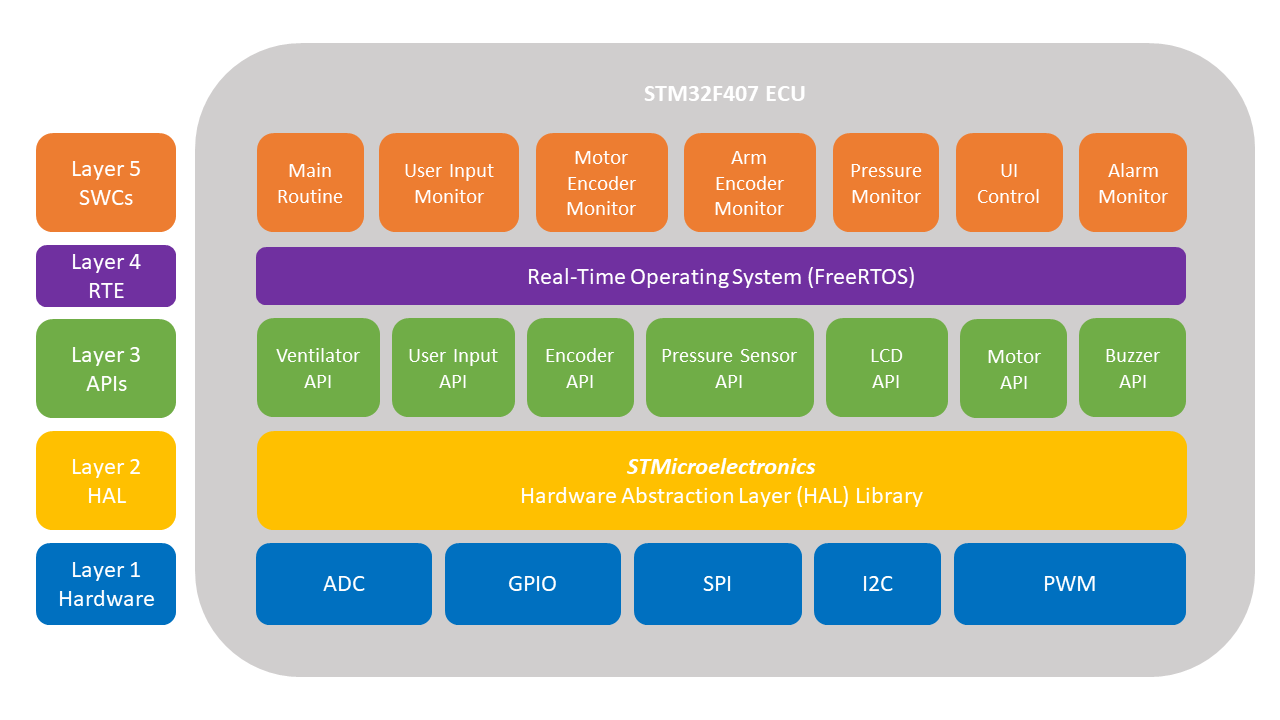 STM32F407 ECU
Layer 5
SWCs
Main
Routine
User Input
Monitor
Motor
Encoder
Monitor
Arm
Encoder
Monitor
Pressure
Monitor
UI
Control
Alarm
Monitor
Layer 4
RTE
Real-Time Operating System (FreeRTOS)
Layer 3
APIs
Ventilator
API
User Input
API
Encoder
API
Pressure Sensor
API
LCD
API
Motor
API
Buzzer
API
Layer 2
HAL
STMicroelectronics
Hardware Abstraction Layer (HAL) Library
Layer 1
Hardware
ADC
GPIO
SPI
I2C
PWM